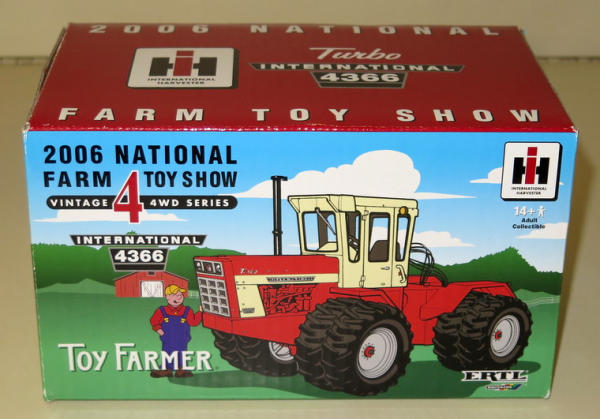 2006 NATIONAL
IH
INTERNATIONAL
HARVESTER
Turbo
INTERNATIONAL
4366
FARM TOY SHOW
2006 NATIONAL
FARM 4 TOY SHOW
VINTAGE 4WD SERIES
INTERNATIONAL
4366
IH
INTERNATIONAL
HARVESTER
14+
Adult
Collectible
TOY FARMER
ERTL